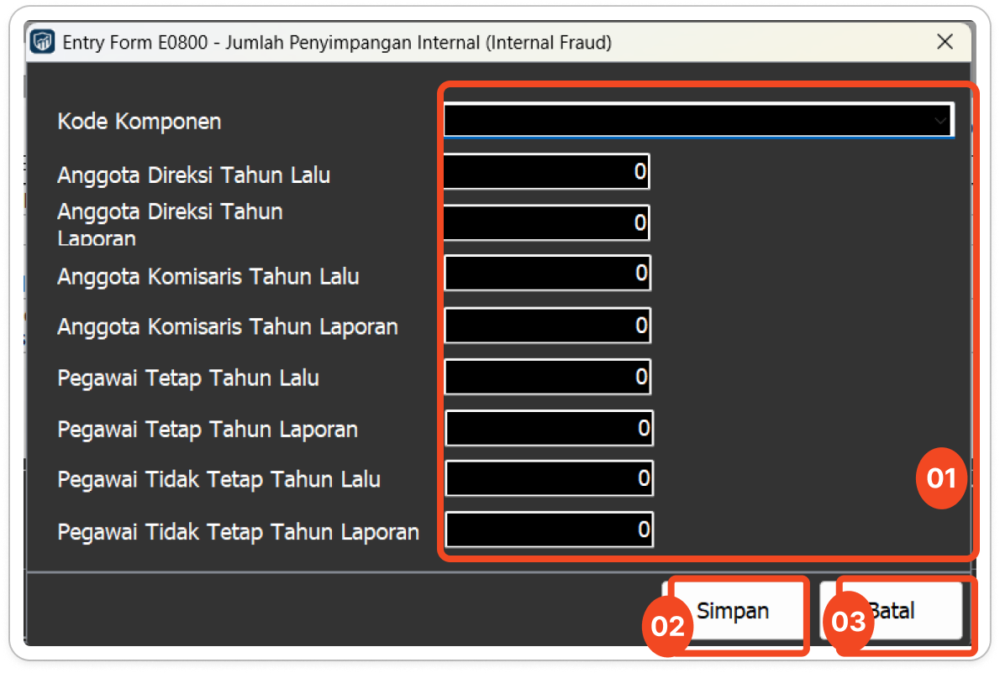 Entry Form E0800 - Jumlah Penyimpangan Internal (Internal Fraud)
Kode Komponen
Anggota Direksi Tahun Lalu 0
Anggota Direksi Tahun
Laporan 0
Anggota Komisaris Tahun Lalu 0
Anggota Komisaris Tahun Laporan 0
Pegawai Tetap Tahun Lalu 0
Pegawai Tetap Tahun Laporan 0
Pegawai Tidak Tetap Tahun Lalu 0
01
Pegawai Tidak Tetap Tahun Laporan 0
02 Simpan 03 Batal